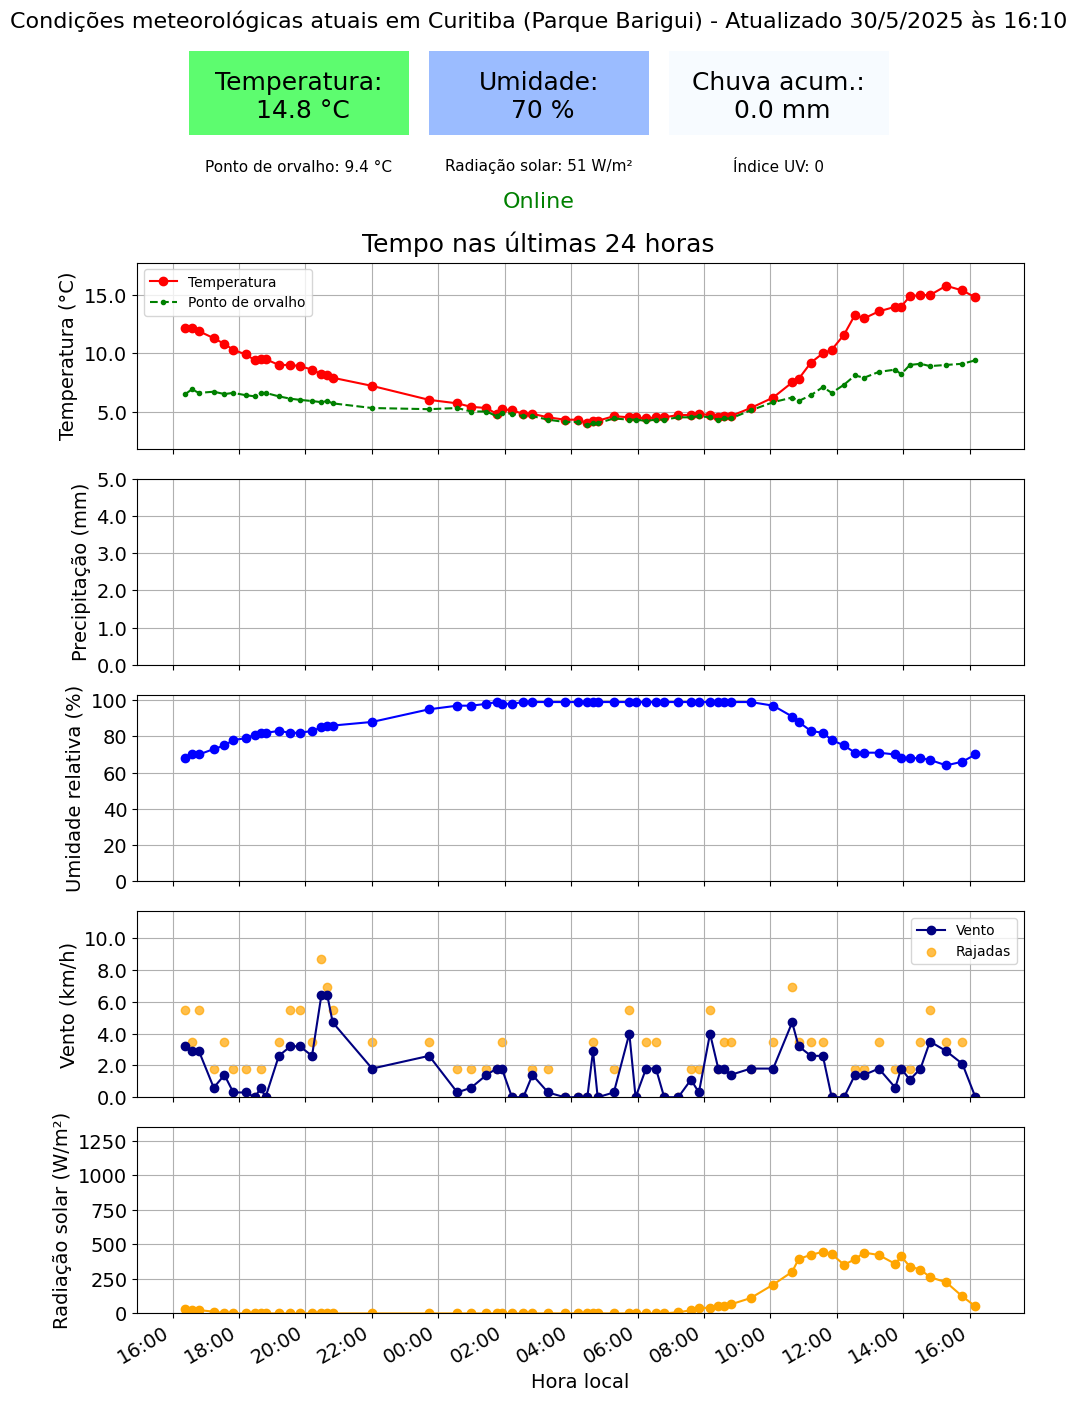 Condições meteorológicas atuais em Curitiba (Parque Barigui) - Atualizado 30/5/2025 às 16:10
Temperatura:
14.8 °C
Umidade:
70 %
Chuva acum.:
0.0 mm
Ponto de orvalho: 9.4 °C
Radiação solar: 51 W/m²
Índice UV: 0
Online
Tempo nas últimas 24 horas
Temperatura (°C)
15.0
10.0
5.0
Temperatura
Ponto de orvalho
Precipitação (mm)
5.0
4.0
3.0
2.0
1.0
0.0
Umidade relativa (%)
100
80
60
40
20
0
Vento (km/h)
10.0
8.0
6.0
4.0
2.0
0.0
Vento
Rajadas
Radiação solar (W/m²)
1250
1000
750
500
250
0
16:00
18:00
20:00
22:00
00:00
02:00
04:00
06:00
08:00
10:00
12:00
14:00
16:00
Hora local